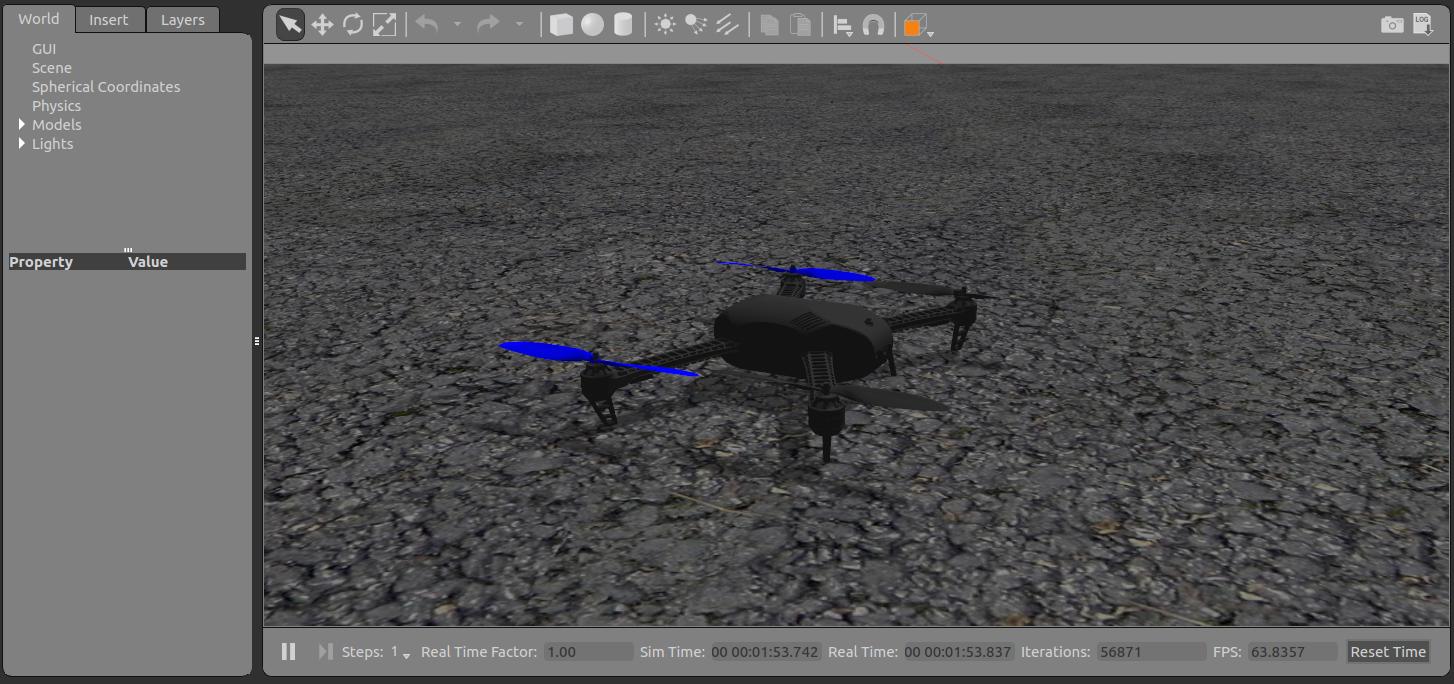 World Insert Layers
GUI
Scene
Spherical Coordinates
Physics
Models
Lights
Property Value
LOG
Steps: 1 Real Time Factor: 1.00 Sim Time: 00 00:01:53.742 Real Time: 00 00:01:53.837 Iterations: 56871 FPS: 63.8357 Reset Time